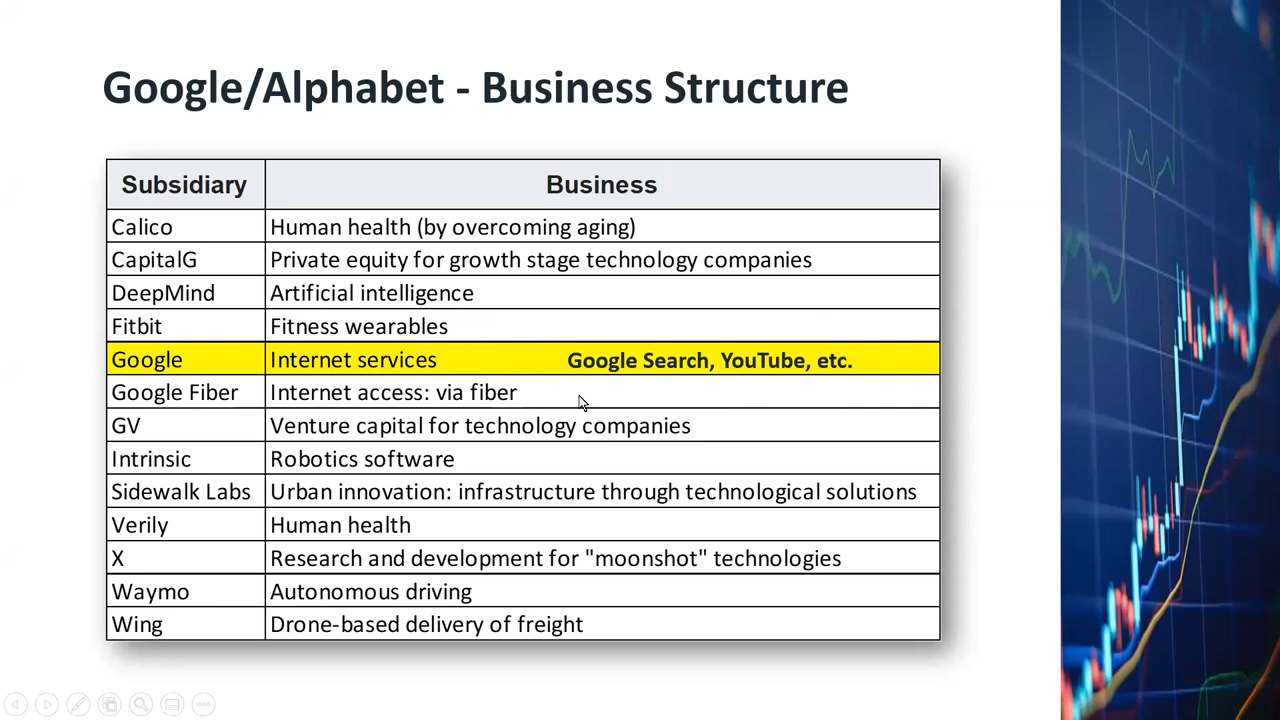 Google/Alphabet - Business Structure
Subsidiary Business
Calico Human health (by overcoming aging)
CapitalG Private equity for growth stage technology companies
DeepMind Artificial intelligence
Fitbit Fitness wearables
Google Internet services Google Search, YouTube, etc.
Google Fiber Internet access: via fiber
GV Venture capital for technology companies
Intrinsic Robotics software
Sidewalk Labs Urban innovation: infrastructure through technological solutions
Verily Human health
X Research and development for "moonshot" technologies
Waymo Autonomous driving
Wing Drone-based delivery of freight